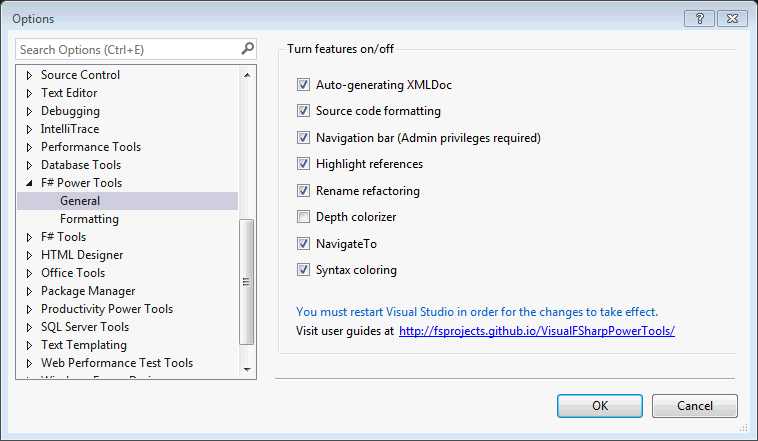 Options
Search Options (Ctrl+E)
Source Control
Text Editor
Debugging
IntelliTrace
Performance Tools
Database Tools
F# Power Tools
General
Formatting
F# Tools
HTML Designer
Office Tools
Package Manager
Productivity Power Tools
SQL Server Tools
Text Templating
Web Performance Test Tools
Turn features on/off
Auto-generating XMLDoc
Source code formatting
Navigation bar (Admin privileges required)
Highlight references
Rename refactoring
Depth colorizer
NavigateTo
Syntax coloring
You must restart Visual Studio in order for the changes to take effect.
Visit user guides at http://fsprojects.github.io/VisualFSharpPowerTools/
OK
Cancel